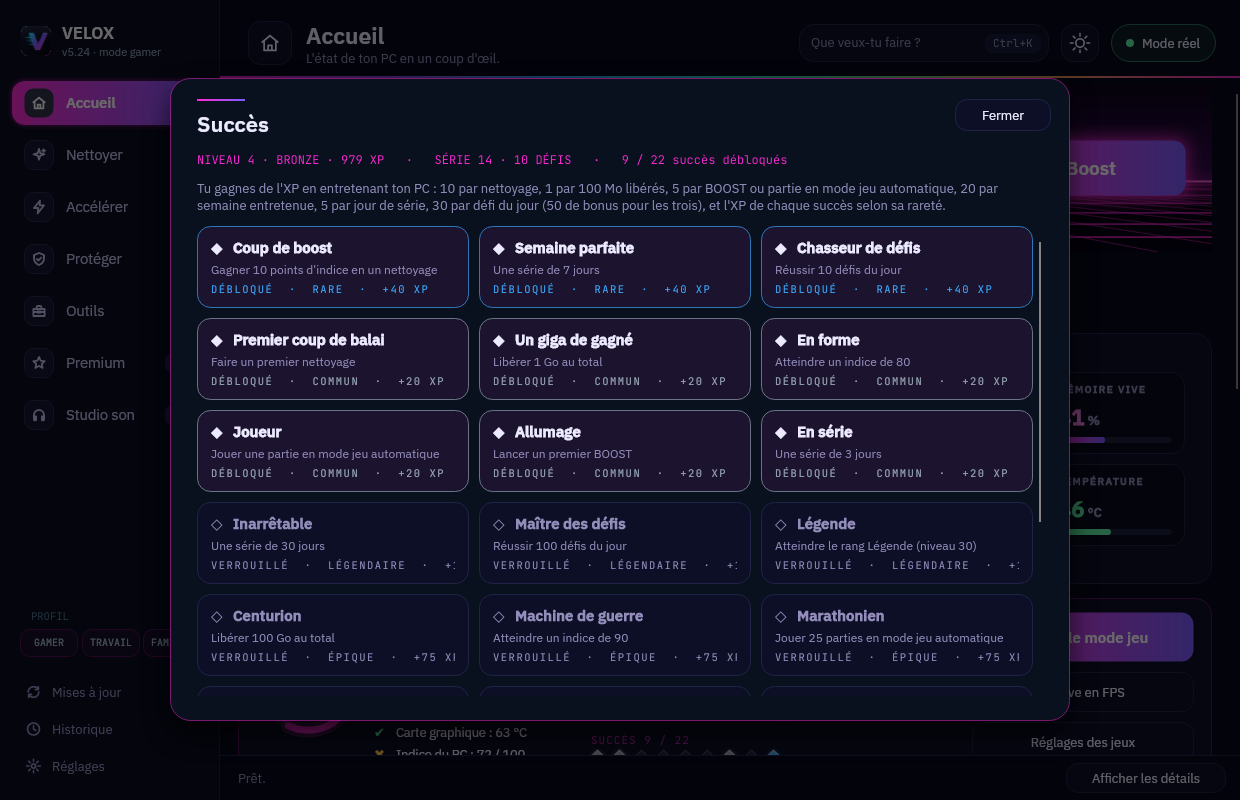 VELOX
v5.24 · mode gamer
Accueil
L'état de ton PC en un coup d'œil.
Que veux-tu faire ?
Ctrl+K
Mode réel
Accueil
Nettoyer
Accélérer
Protéger
Outils
Premium
Studio son
PROFIL
GAMER
TRAVAIL
Mises à jour
Historique
Réglages
Succès
Fermer
NIVEAU 4 · BRONZE · 979 XP · SÉRIE 14 · 10 DÉFIS · 9 / 22 succès débloqués
Tu gagnes de l'XP en entretenant ton PC : 10 par nettoyage, 1 par 100 Mo libérés, 5 par BOOST ou partie en mode jeu automatique, 20 par
semaine entretenue, 5 par jour de série, 30 par défi du jour (50 de bonus pour les trois), et l'XP de chaque succès selon sa rareté.
◆ Coup de boost
Gagner 10 points d'indice en un nettoyage
DÉBLOQUÉ · RARE · +40 XP
◆ Semaine parfaite
Une série de 7 jours
DÉBLOQUÉ · RARE · +40 XP
◆ Chasseur de défis
Réussir 10 défis du jour
DÉBLOQUÉ · RARE · +40 XP
◆ Premier coup de balai
Faire un premier nettoyage
DÉBLOQUÉ · COMMUN · +20 XP
◆ Un giga de gagné
Libérer 1 Go au total
DÉBLOQUÉ · COMMUN · +20 XP
◆ En forme
Atteindre un indice de 80
DÉBLOQUÉ · COMMUN · +20 XP
◆ Joueur
Jouer une partie en mode jeu automatique
DÉBLOQUÉ · COMMUN · +20 XP
◆ Allumage
Lancer un premier BOOST
DÉBLOQUÉ · COMMUN · +20 XP
◆ En série
Une série de 3 jours
DÉBLOQUÉ · COMMUN · +20 XP
◇ Inarrêtable
Une série de 30 jours
VERROUILLÉ · LÉGENDAIRE ·
◇ Maître des défis
Réussir 100 défis du jour
VERROUILLÉ · LÉGENDAIRE ·
◇ Légende
Atteindre le rang Légende (niveau 30)
VERROUILLÉ · LÉGENDAIRE ·
◇ Centurion
Libérer 100 Go au total
VERROUILLÉ · ÉPIQUE · +75 XP
◇ Machine de guerre
Atteindre un indice de 90
VERROUILLÉ · ÉPIQUE · +75 XP
◇ Marathonien
Jouer 25 parties en mode jeu automatique
VERROUILLÉ · ÉPIQUE · +75 XP
Boost
VIVE
%
°C
le mode jeu
en FPS
Réglages des jeux
Carte graphique : 63 °C
Indice du PC : 72 / 100
SUCCÈS 9 / 22
Prêt.
Afficher les détails